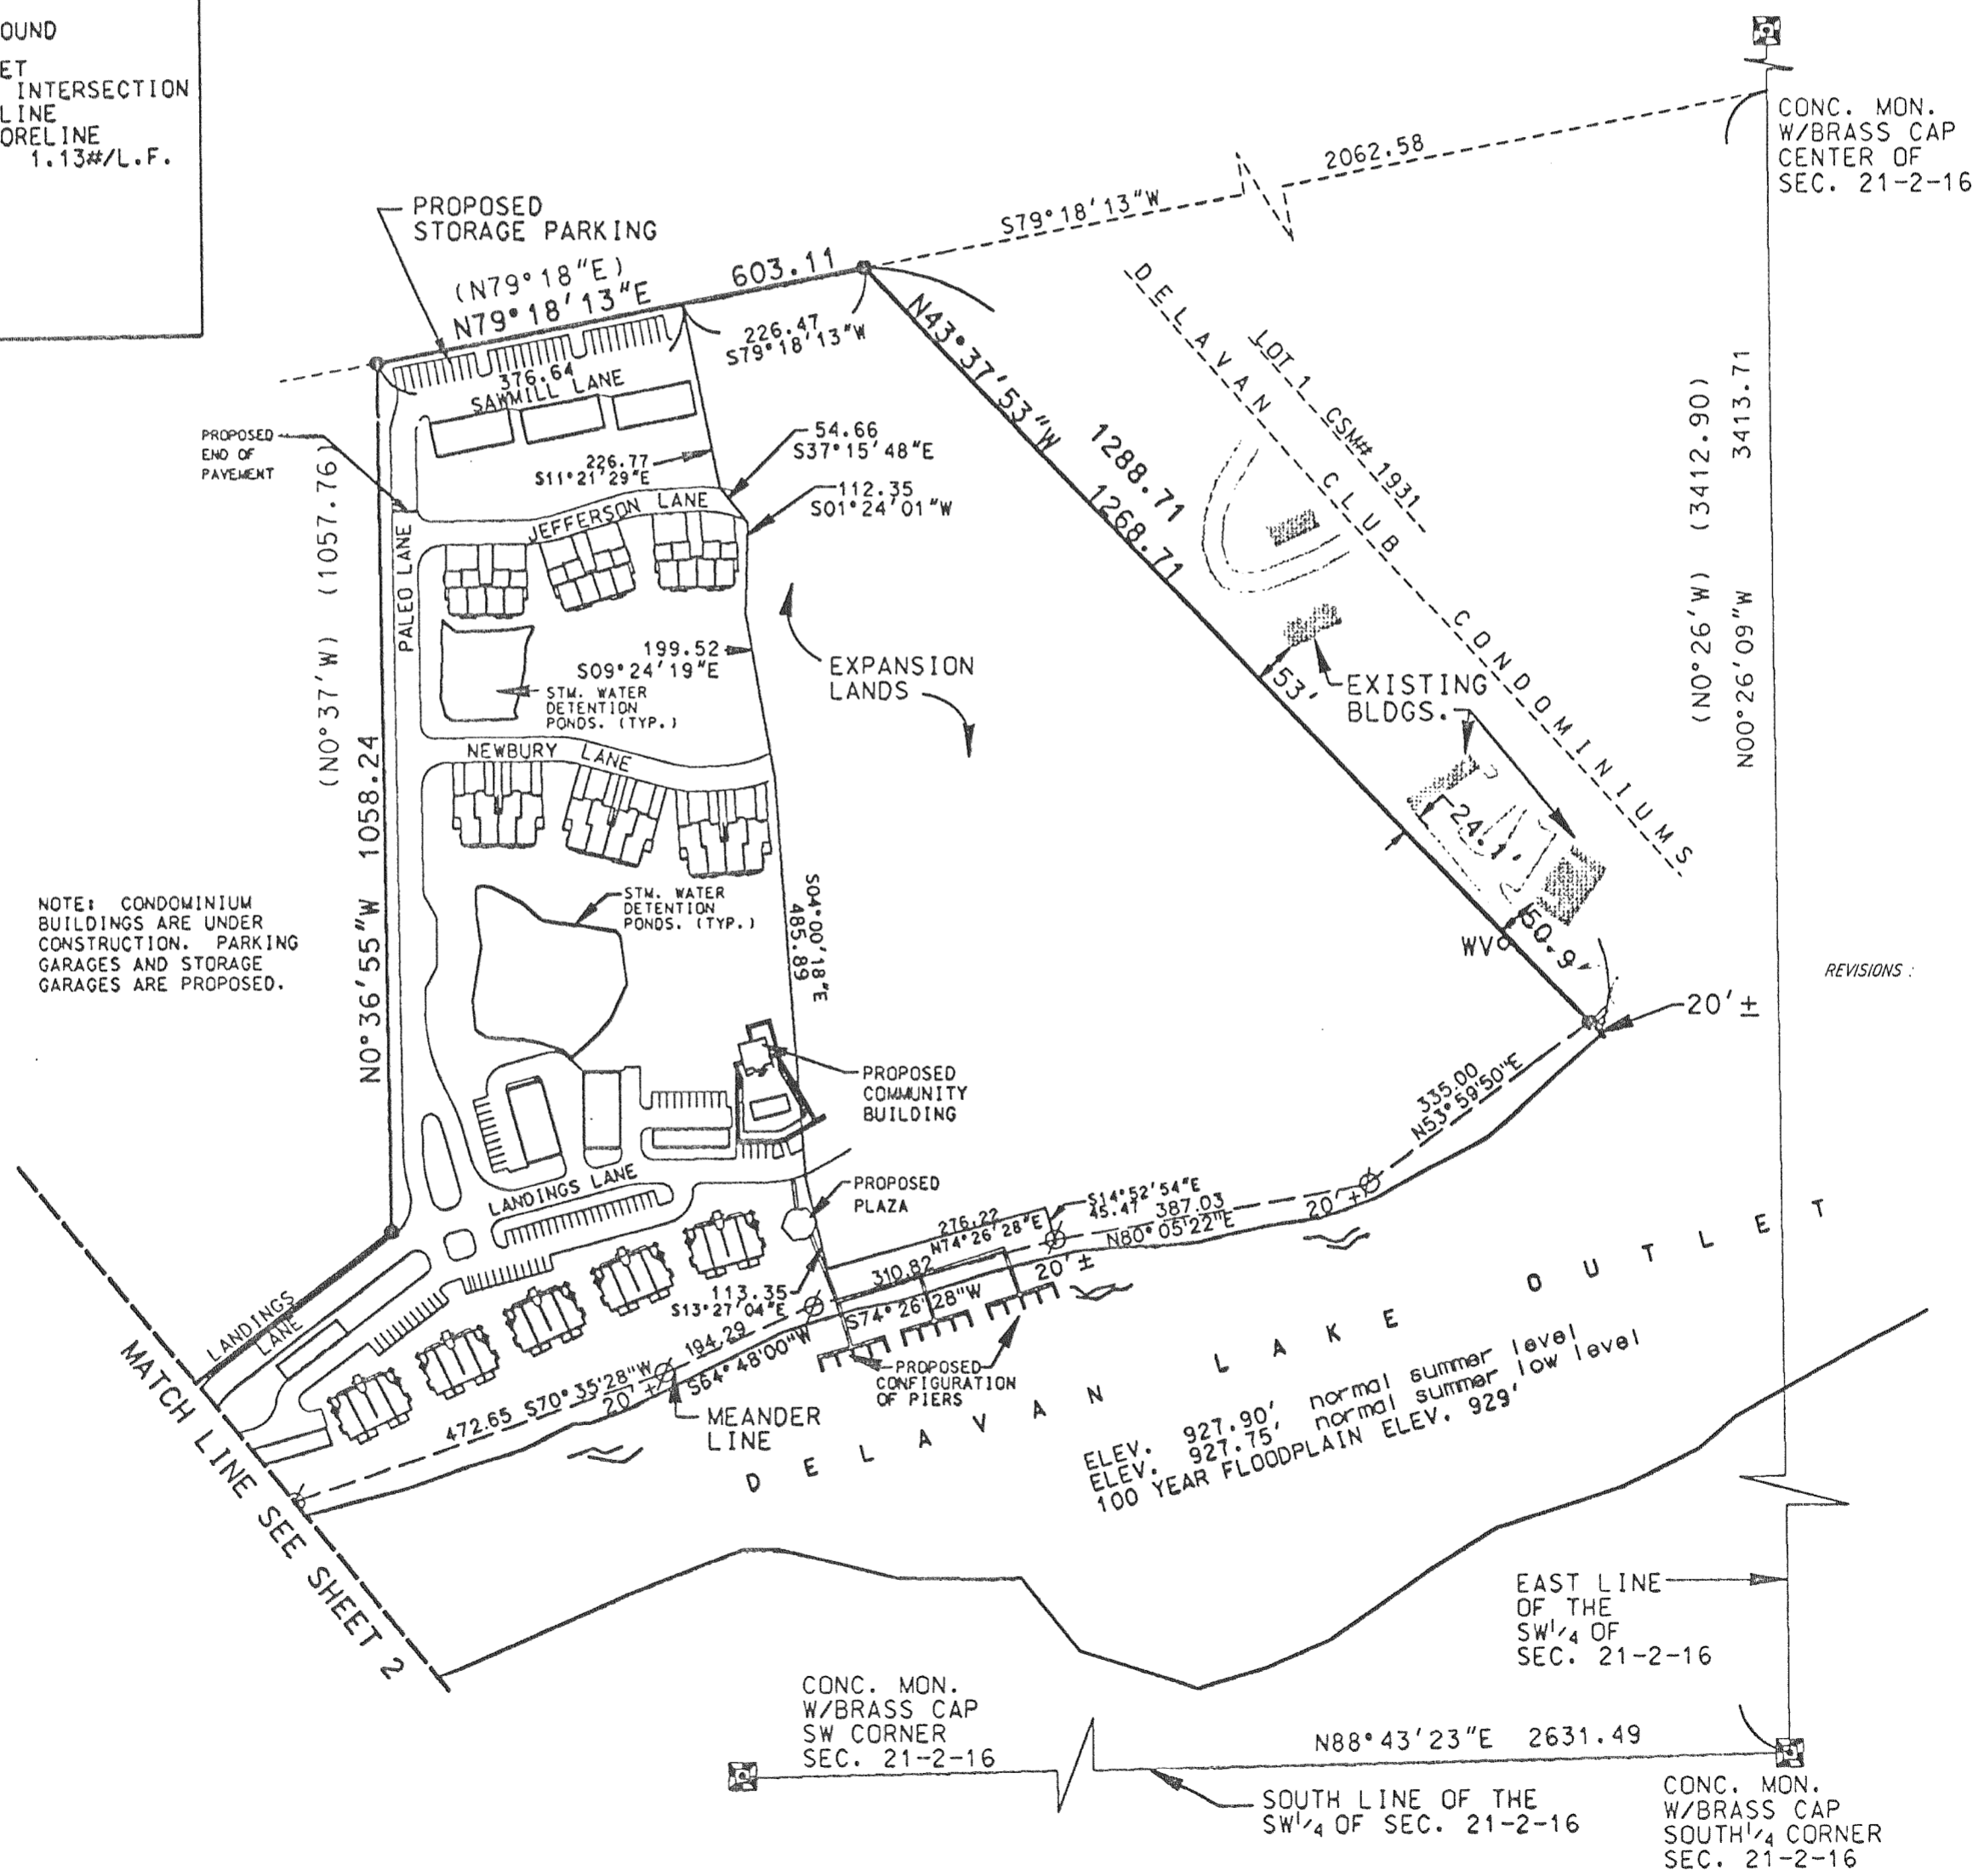 OUND
ET
INTERSECTION
LINE
ORELINE
1.13#/L.F.
CONC. MON.
W/BRASS CAP
CENTER OF
SEC. 21-2-16
2062.58
S79°18'13"W
PROPOSED
STORAGE PARKING
(N79°18"E)
N79°18'13"E
603.11
226.47
S79°18'13"W
376.64
SAWMILL LANE
N43°37'53"W
1288.71
1268.71
DELAVAN CLUB CONDOMINIUMS
LOT 1 CSM# 1931
(N0°26'W) (3412.90)
N00°26'09"W 3413.71
PROPOSED
END OF
PAVEMENT
54.66
S37°15'48"E
226.77
S11°21'29"E
112.35
S01°24'01"W
JEFFERSON LANE
PALEO LANE
(N0°37'W) (1057.76)
N0°36'55"W 1058.24
199.52
S09°24'19"E
STM. WATER
DETENTION
PONDS. (TYP.)
EXPANSION
LANDS
53'
EXISTING
BLDGS.
NEWBURY LANE
24.1'
STM. WATER
DETENTION
PONDS. (TYP.)
S04°00'18"E
485.89
NOTE: CONDOMINIUM
BUILDINGS ARE UNDER
CONSTRUCTION. PARKING
GARAGES AND STORAGE
GARAGES ARE PROPOSED.
WV
50.9'
REVISIONS :
20'±
PROPOSED
COMMUNITY
BUILDING
335.00
N53°59'50"E
LANDINGS LANE
PROPOSED
PLAZA
S14°52'54"E
45.47
387.03
N80°05'22"E
20'±
276.22
N74°26'28"E
310.82
20'±
S74°26'28"W
113.35
S13°27'04"E
194.29
S64°48'00"W
LANDINGS
LANE
472.65 S70°35'28"W
20'±
MEANDER
LINE
PROPOSED
CONFIGURATION
OF PIERS
DELAVAN LAKE OUTLET
ELEV. 927.90' normal summer level
ELEV. 927.75' normal summer low level
100 YEAR FLOODPLAIN ELEV. 929'
MATCH LINE SEE SHEET 2
EAST LINE
OF THE
SW1/4 OF
SEC. 21-2-16
CONC. MON.
W/BRASS CAP
SW CORNER
SEC. 21-2-16
N88°43'23"E 2631.49
SOUTH LINE OF THE
SW1/4 OF SEC. 21-2-16
CONC. MON.
W/BRASS CAP
SOUTH1/4 CORNER
SEC. 21-2-16